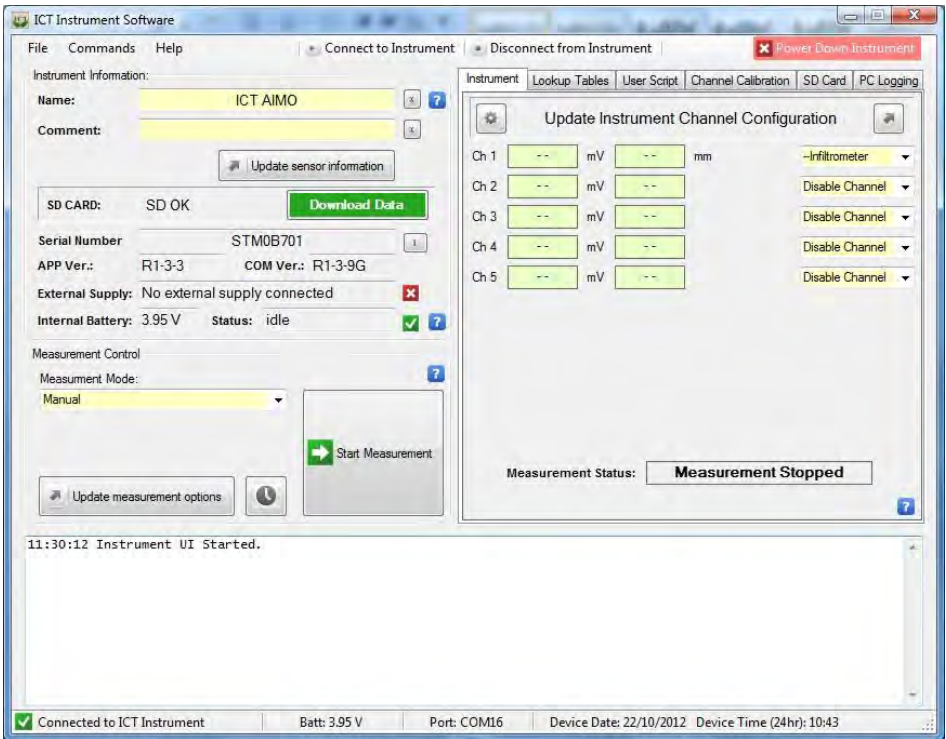 ICT Instrument Software
File Commands Help Connect to Instrument Disconnect from Instrument Power Down Instrument
Instrument Information:
Name: ICT AIMO x ?
Comment: x
Update sensor information
SD CARD: SD OK Download Data
Serial Number STM0B701 1
APP Ver.: R1-3-3 COM Ver.: R1-3-9G
External Supply: No external supply connected
Internal Battery: 3.95 V Status: idle ?
Measurement Control
Measurment Mode: ?
Manual
Start Measurement
Update measurement options
Instrument Lookup Tables User Script Channel Calibration SD Card PC Logging
Update Instrument Channel Configuration
Ch 1 -- mV -- mm --Infiltrometer
Ch 2 -- mV -- Disable Channel
Ch 3 -- mV -- Disable Channel
Ch 4 -- mV -- Disable Channel
Ch 5 -- mV -- Disable Channel
Measurement Status: Measurement Stopped
?
11:30:12 Instrument UI Started.
Connected to ICT Instrument Batt: 3.95 V Port: COM16 Device Date: 22/10/2012 Device Time (24hr): 10:43